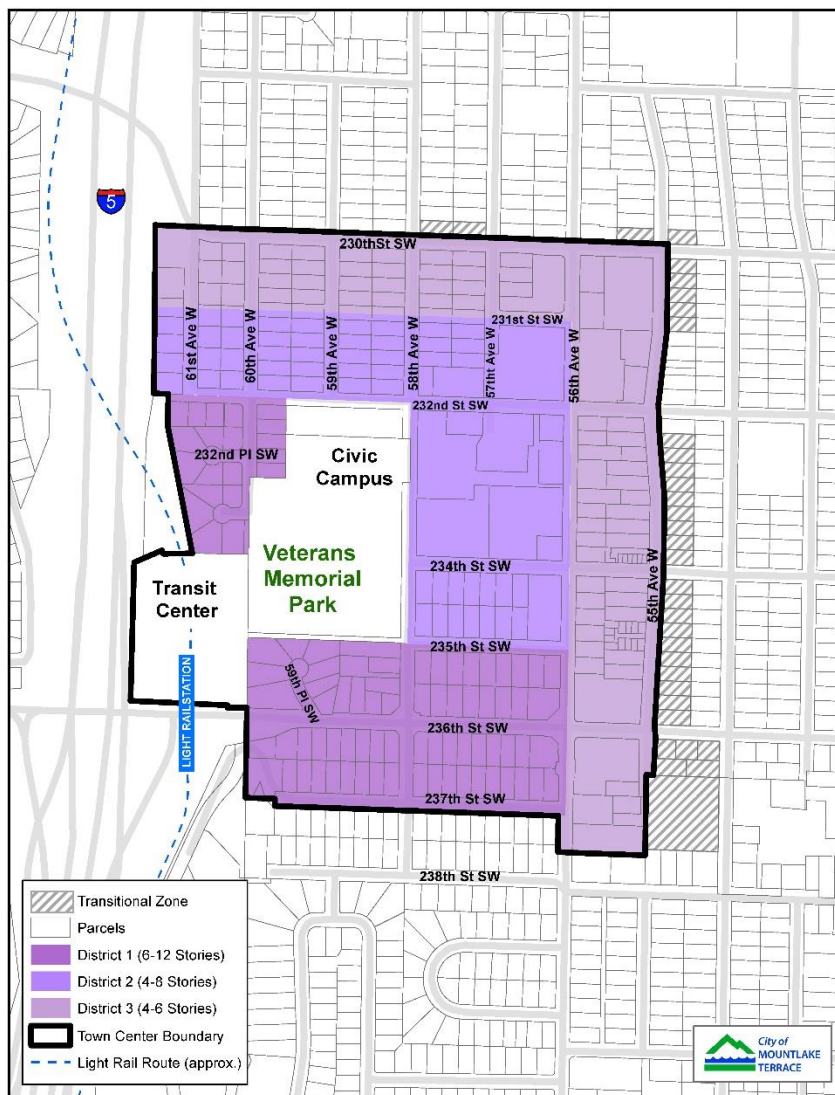 5
230thSt SW
231st St SW
61st Ave W
60th Ave W
59th Ave W
58th Ave W
57tht Ave W
56th Ave W
232nd St SW
232nd Pl SW
Civic
Campus
Veterans
Memorial
Park
Transit
Center
234th St SW
55th Ave W
235th St SW
59th Pl SW
LIGHT RAILSTATION
236th St SW
237th St SW
238th St SW
Transitional Zone
Parcels
District 1 (6-12 Stories)
District 2 (4-8 Stories)
District 3 (4-6 Stories)
Town Center Boundary
Light Rail Route (approx.)
City of
MOUNTLAKE
TERRACE